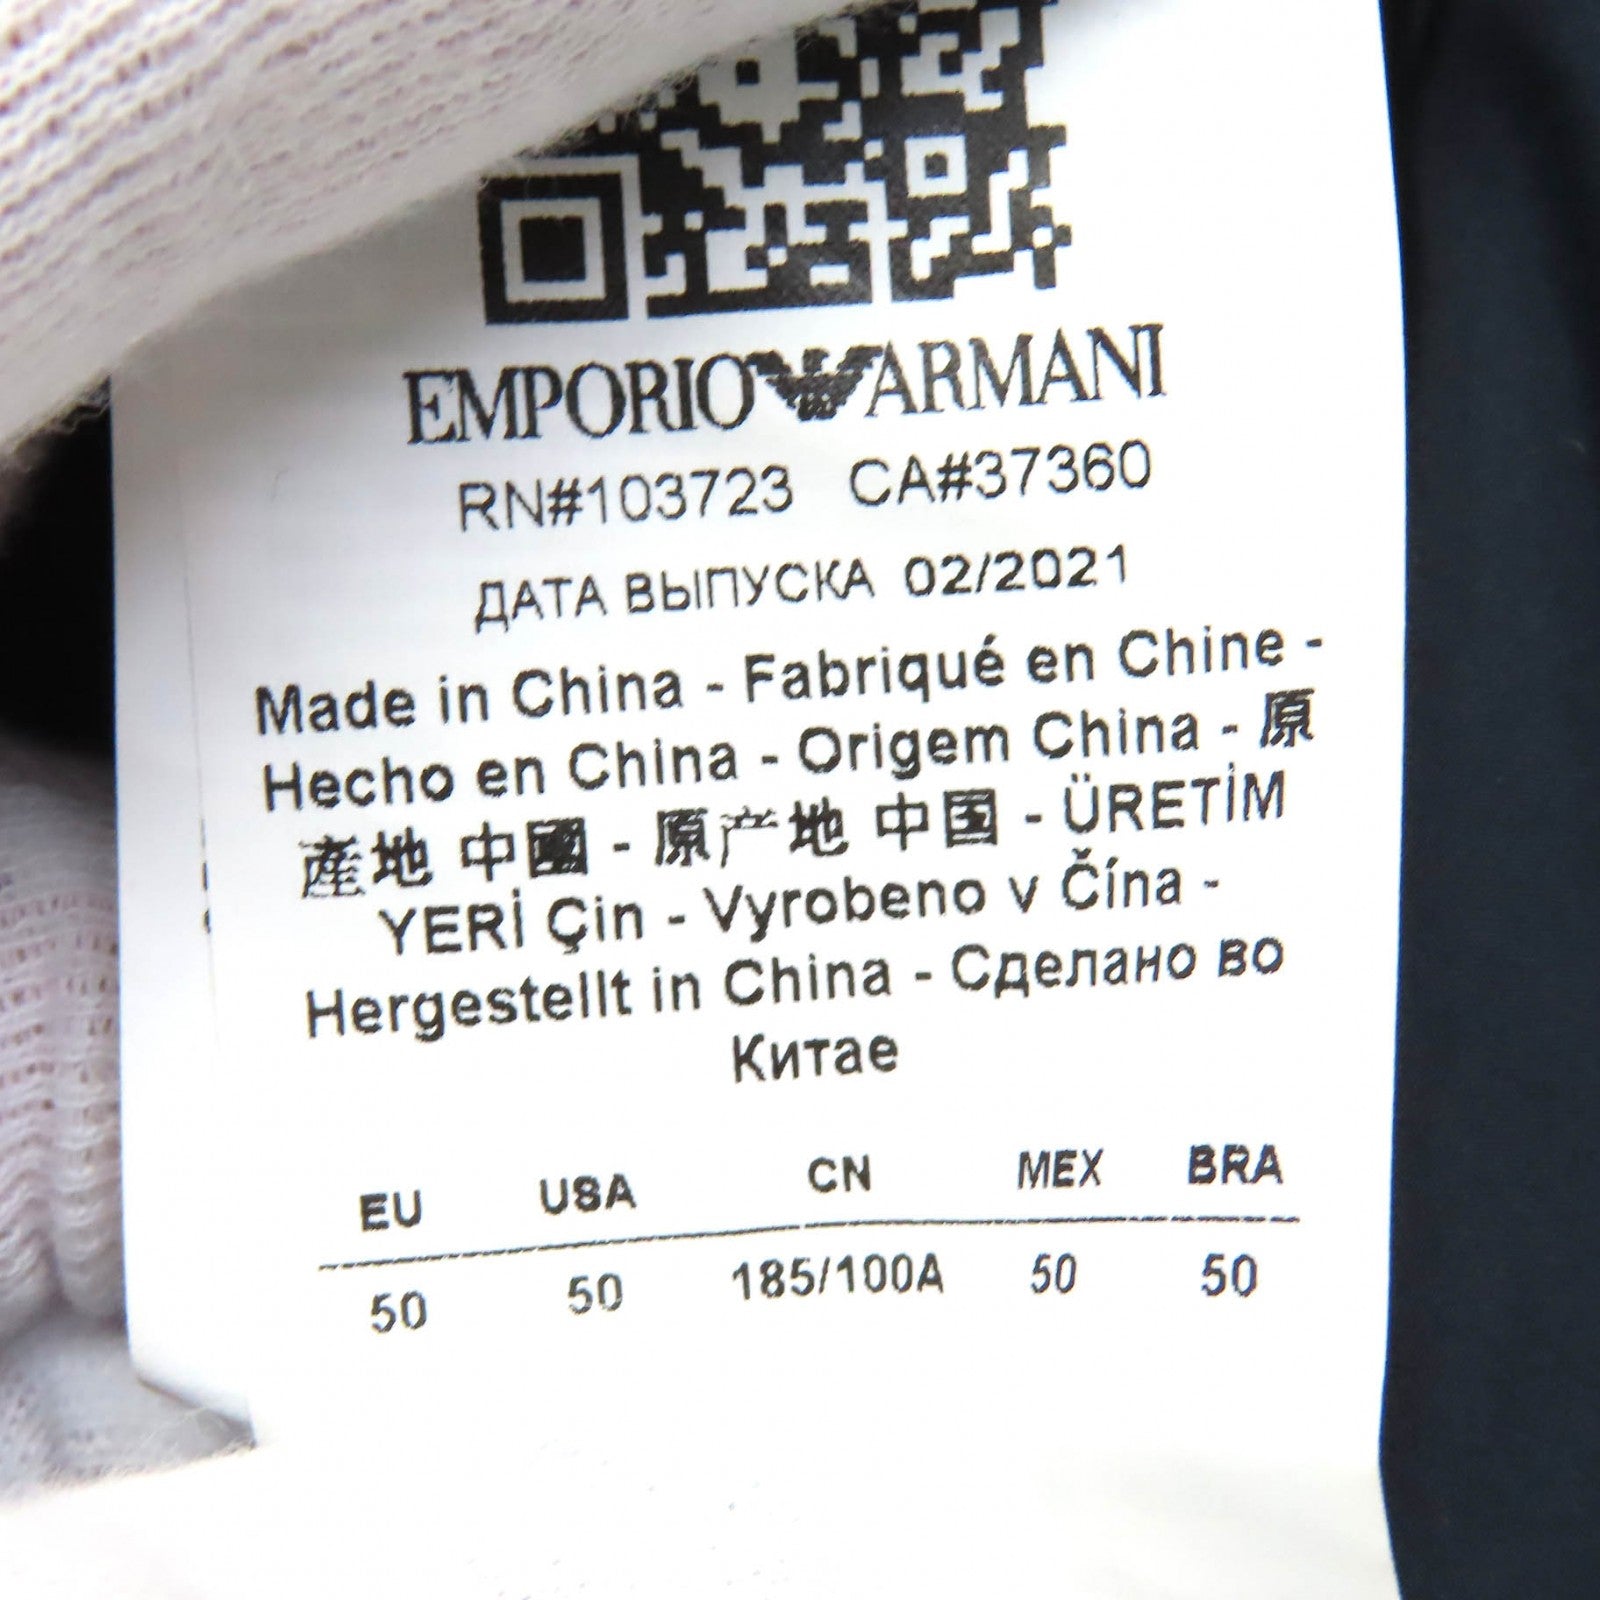 EMPORIO ARMANI
RN#103723 CA#37360
ДАТА ВЫПУСКА 02/2021
Made in China - Fabriqué en Chine -
Hecho en China - Origem China - 原
產地 中國 - 原产地 中国 - ÜRETİM
YERİ Çin - Vyrobeno v Čína -
Hergestellt in China - Сделано во
Китае
EU USA CN MEX BRA
50 50 185/100A 50 50